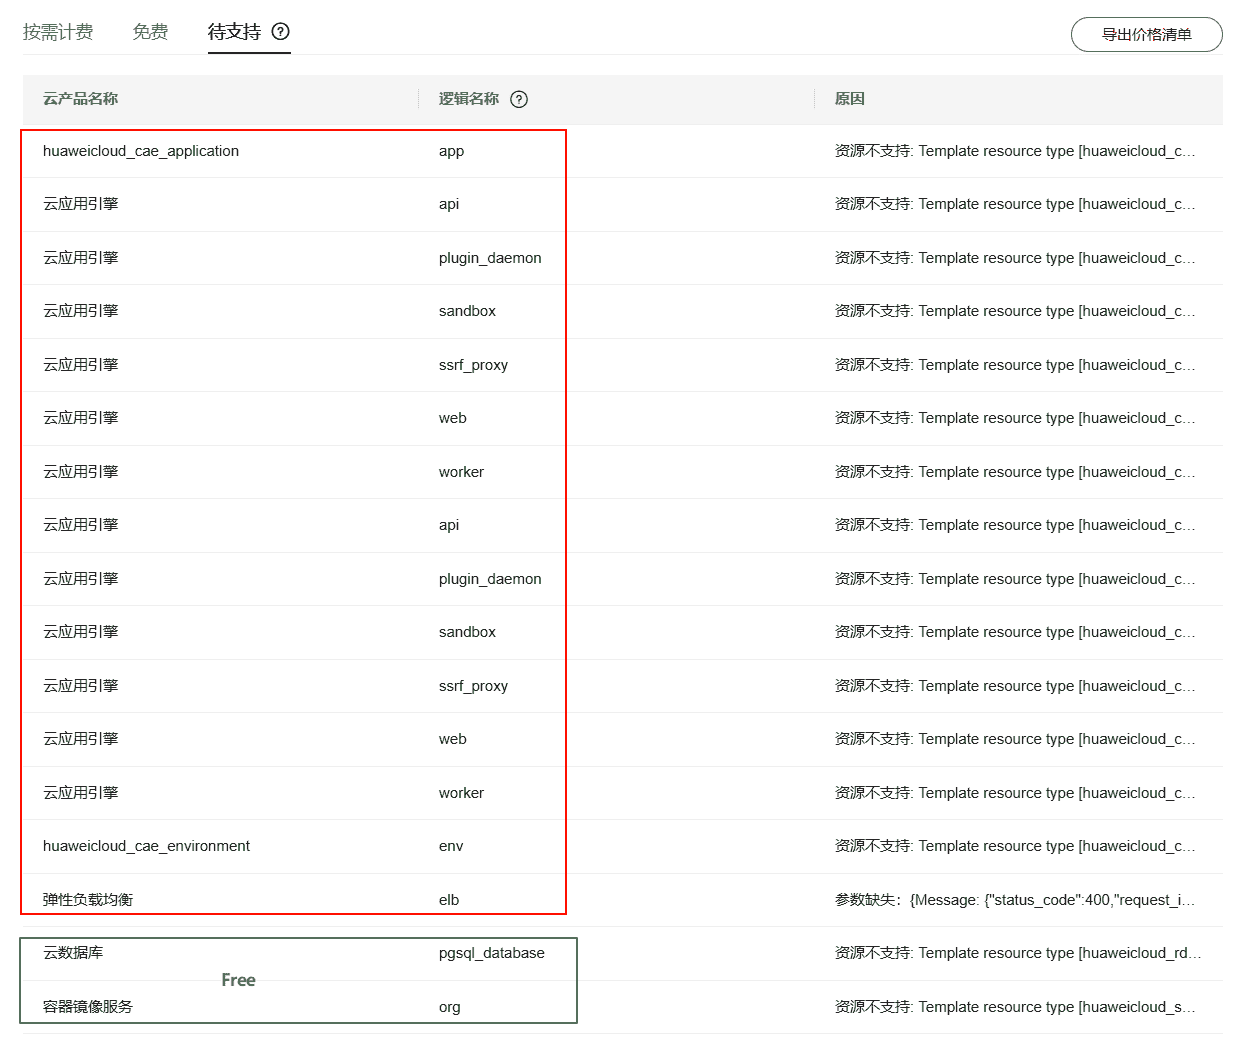 按需计费 免费 待支持 ? 导出价格清单
云产品名称 逻辑名称 ? 原因
huaweicloud_cae_application app 资源不支持: Template resource type [huaweicloud_c...
云应用引擎 api 资源不支持: Template resource type [huaweicloud_c...
云应用引擎 plugin_daemon 资源不支持: Template resource type [huaweicloud_c...
云应用引擎 sandbox 资源不支持: Template resource type [huaweicloud_c...
云应用引擎 ssrf_proxy 资源不支持: Template resource type [huaweicloud_c...
云应用引擎 web 资源不支持: Template resource type [huaweicloud_c...
云应用引擎 worker 资源不支持: Template resource type [huaweicloud_c...
云应用引擎 api 资源不支持: Template resource type [huaweicloud_c...
云应用引擎 plugin_daemon 资源不支持: Template resource type [huaweicloud_c...
云应用引擎 sandbox 资源不支持: Template resource type [huaweicloud_c...
云应用引擎 ssrf_proxy 资源不支持: Template resource type [huaweicloud_c...
云应用引擎 web 资源不支持: Template resource type [huaweicloud_c...
云应用引擎 worker 资源不支持: Template resource type [huaweicloud_c...
huaweicloud_cae_environment env 资源不支持: Template resource type [huaweicloud_c...
弹性负载均衡 elb 参数缺失：{Message: {"status_code":400,"request_i...
云数据库 pgsql_database 资源不支持: Template resource type [huaweicloud_rd...
Free
容器镜像服务 org 资源不支持: Template resource type [huaweicloud_s...